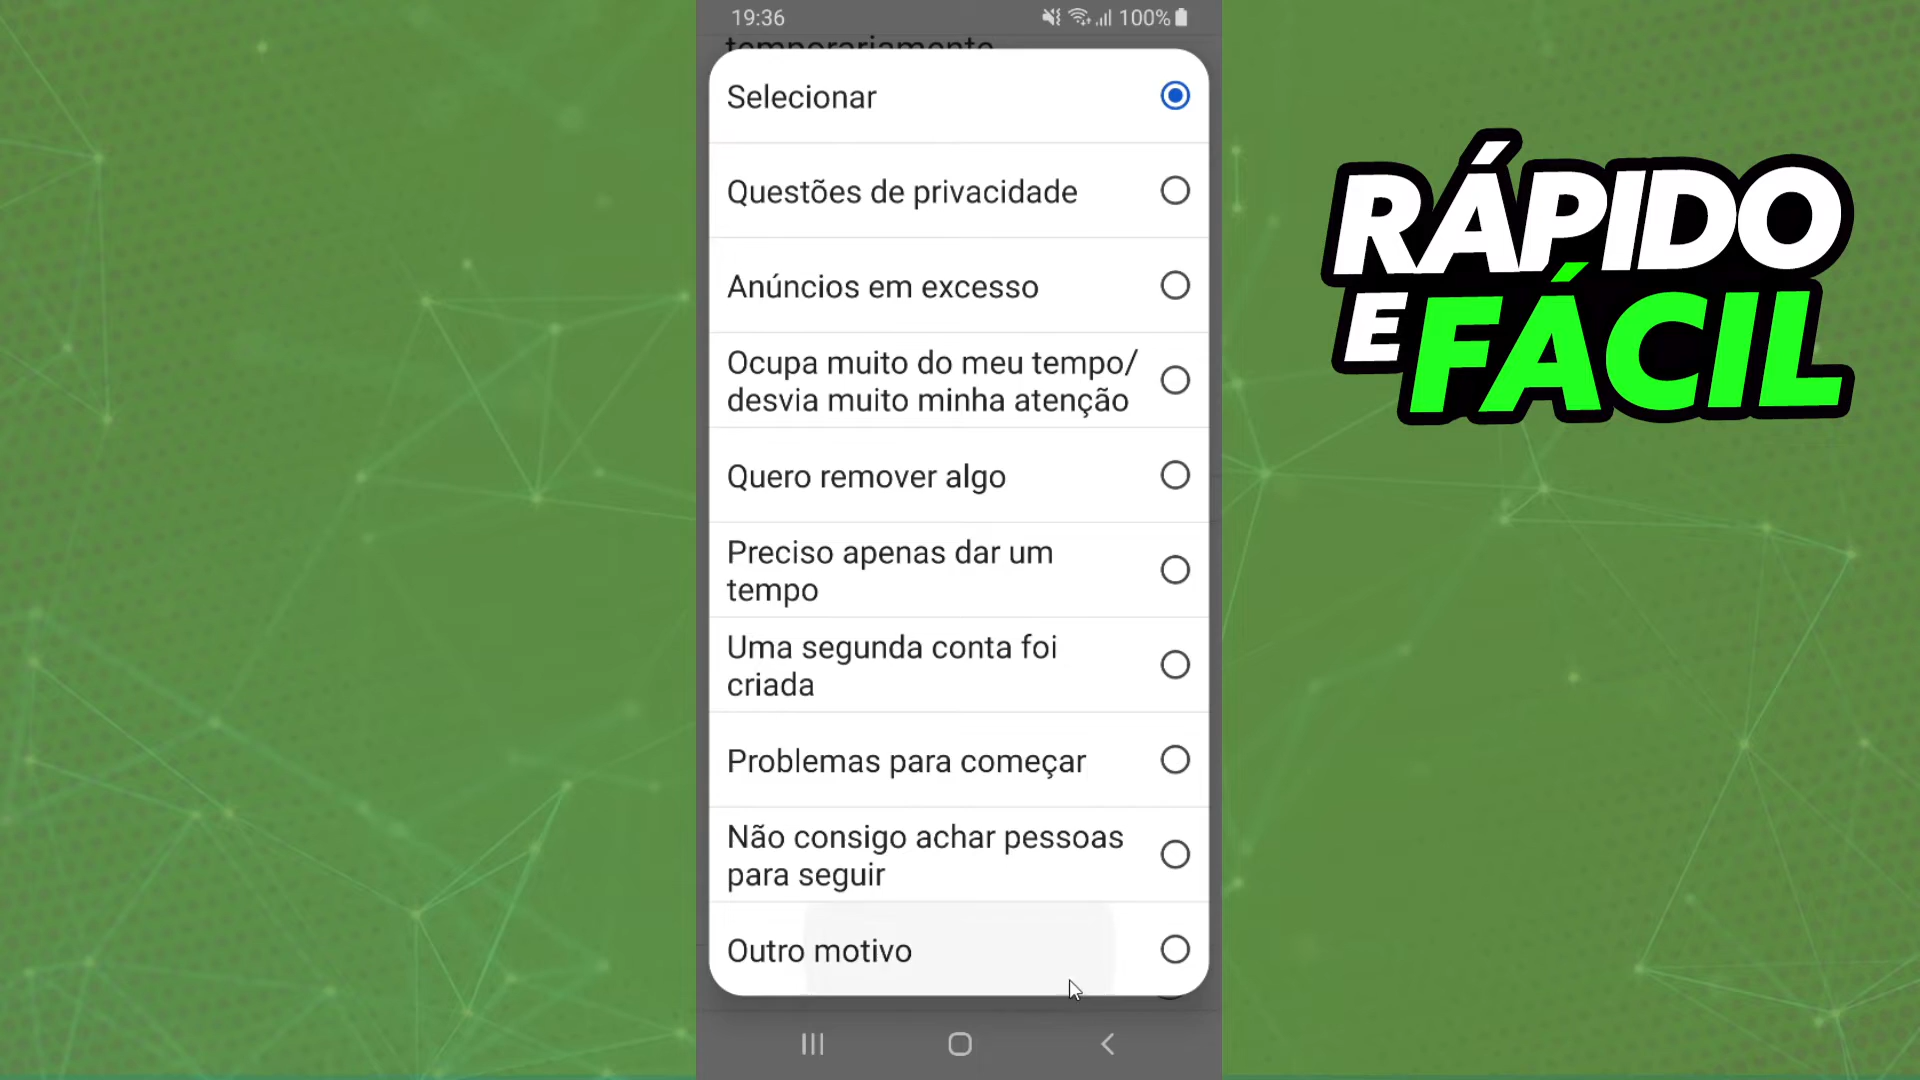 19:36
100%
temporariamente
Selecionar
Questões de privacidade
Anúncios em excesso
Ocupa muito do meu tempo/
desvia muito minha atenção
Quero remover algo
Preciso apenas dar um
tempo
Uma segunda conta foi
criada
Problemas para começar
Não consigo achar pessoas
para seguir
Outro motivo
RÁPIDO
E FÁCIL